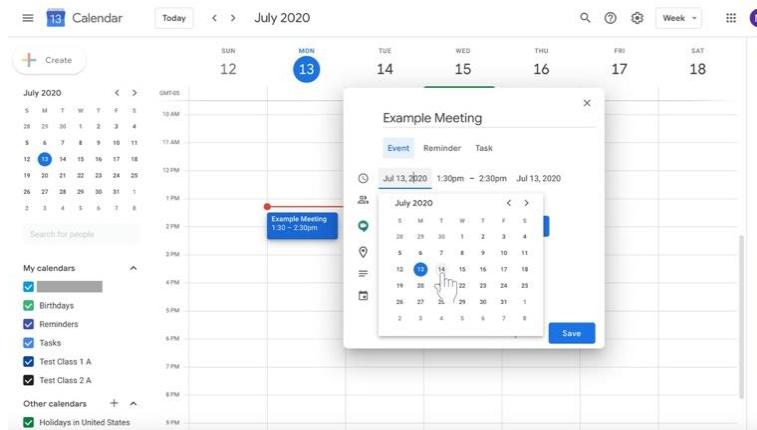 13 Calendar Today July 2020 Week
Create
July 2020
S M T W T F S
28 29 30 1 2 3 4
5 6 7 8 9 10 11
12 13 14 15 16 17 18
19 20 21 22 23 24 25
26 27 28 29 30 31 1
2 3 4 5 6 7 8
Search for people
My calendars
Birthdays
Reminders
Tasks
Test Class 1 A
Test Class 2 A
Other calendars
Holidays in United States
SUN MON TUE WED THU FRI SAT
12 13 14 15 16 17 18
GMT-05
10 AM
11 AM
12 PM
1 PM
2 PM
3 PM
4 PM
5 PM
6 PM
7 PM
8 PM
9 PM
Example Meeting
1:30 – 2:30pm
Example Meeting
Event Reminder Task
Jul 13, 2020 1:30pm – 2:30pm Jul 13, 2020
July 2020
S M T W T F S
28 29 30 1 2 3 4
5 6 7 8 9 10 11
12 13 14 15 16 17 18
19 20 22 23 24 25
26 27 29 30 31 1
2 3 4 5 6 7 8
Save